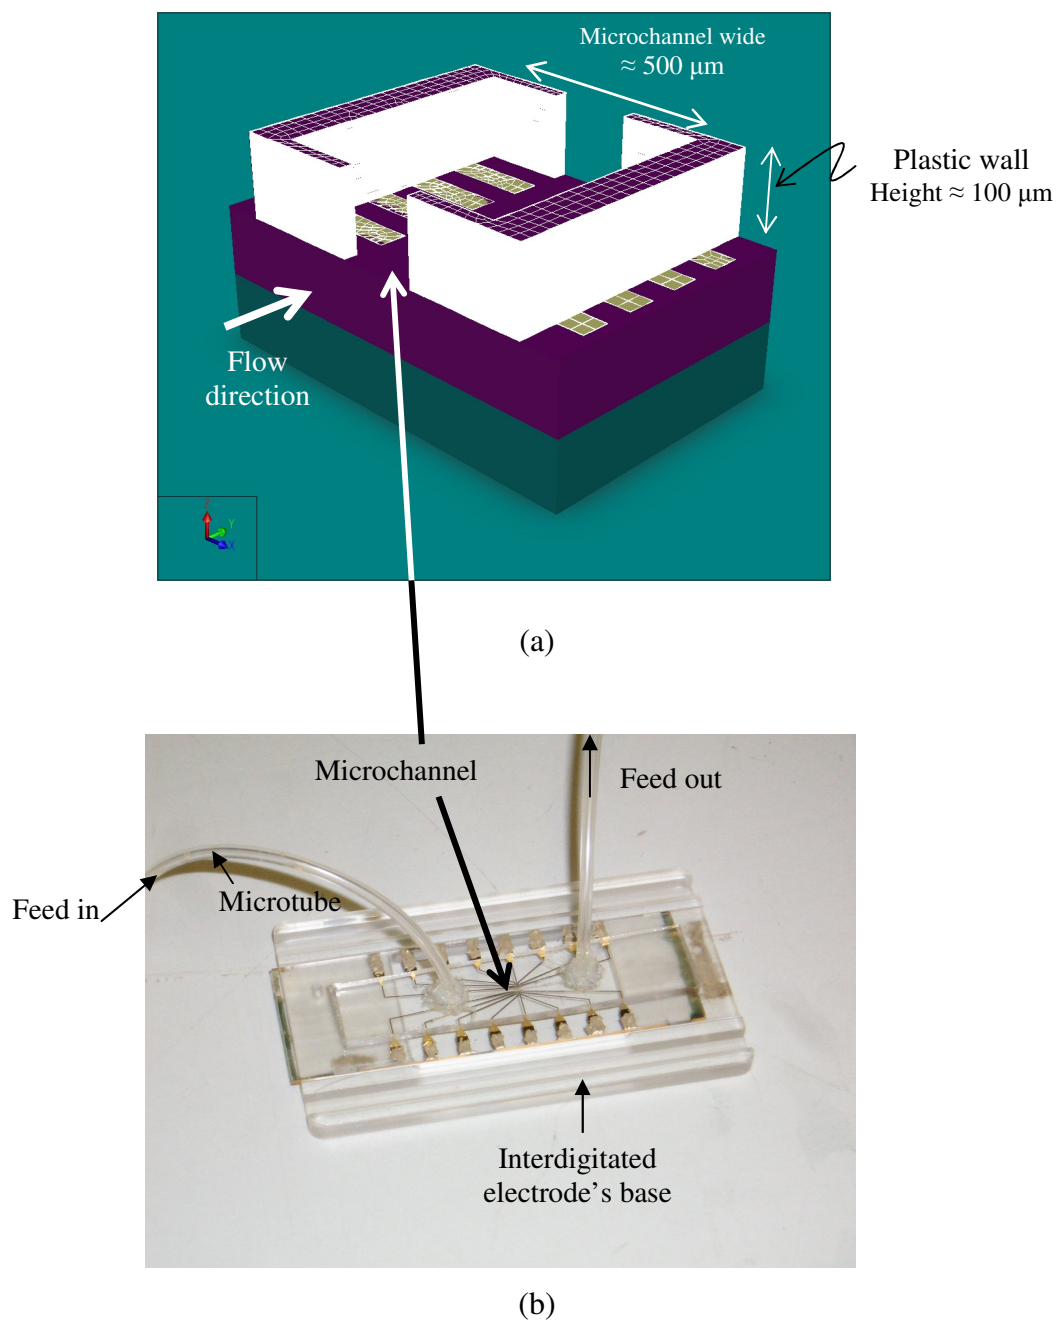 Microchannel wide
≈ 500 μm
Plastic wall
Height ≈ 100 μm
Flow
direction
Z
Y
X
(a)
Microchannel
Feed out
Feed in
Microtube
Interdigitated
electrode’s base
(b)